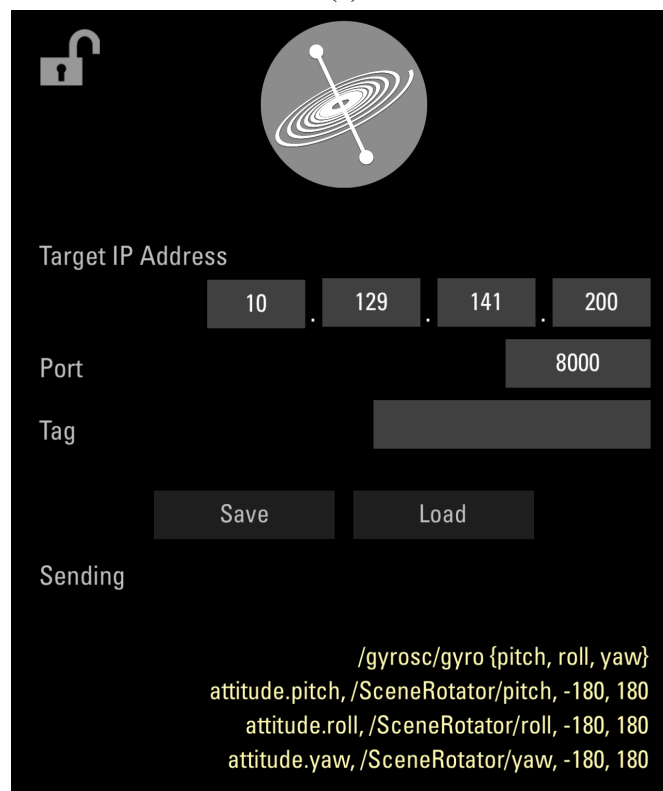 Target IP Address
10 . 129 . 141 . 200
Port 8000
Tag
Save Load
Sending
/gyrosc/gyro {pitch, roll, yaw}
attitude.pitch, /SceneRotator/pitch, -180, 180
attitude.roll, /SceneRotator/roll, -180, 180
attitude.yaw, /SceneRotator/yaw, -180, 180